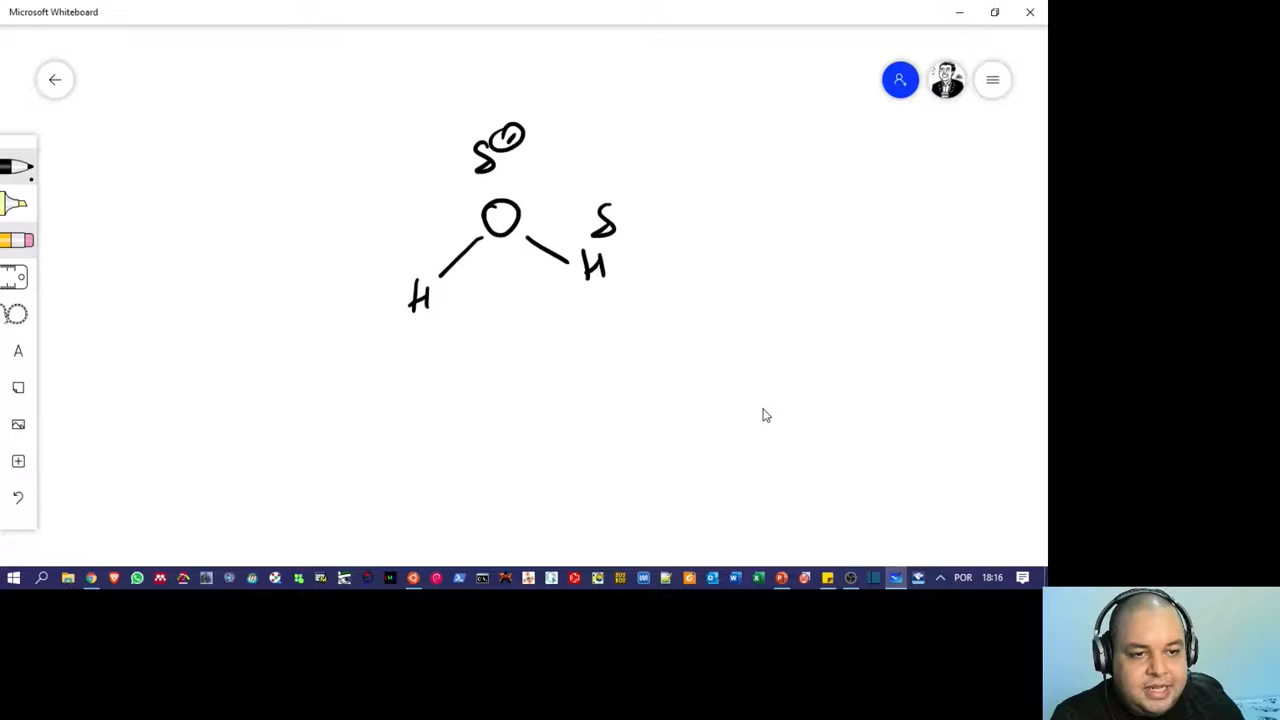 Microsoft Whiteboard
δ⊖
O
δ
H
H
A
POR 18:16